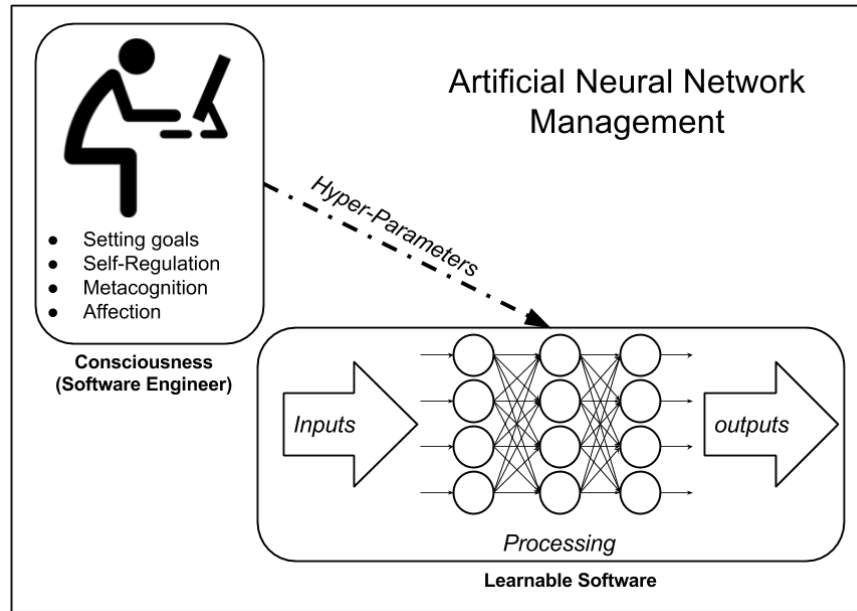 Artificial Neural Network
Management
Hyper-Parameters
● Setting goals
● Self-Regulation
● Metacognition
● Affection
Consciousness
(Software Engineer)
Inputs
outputs
Processing
Learnable Software